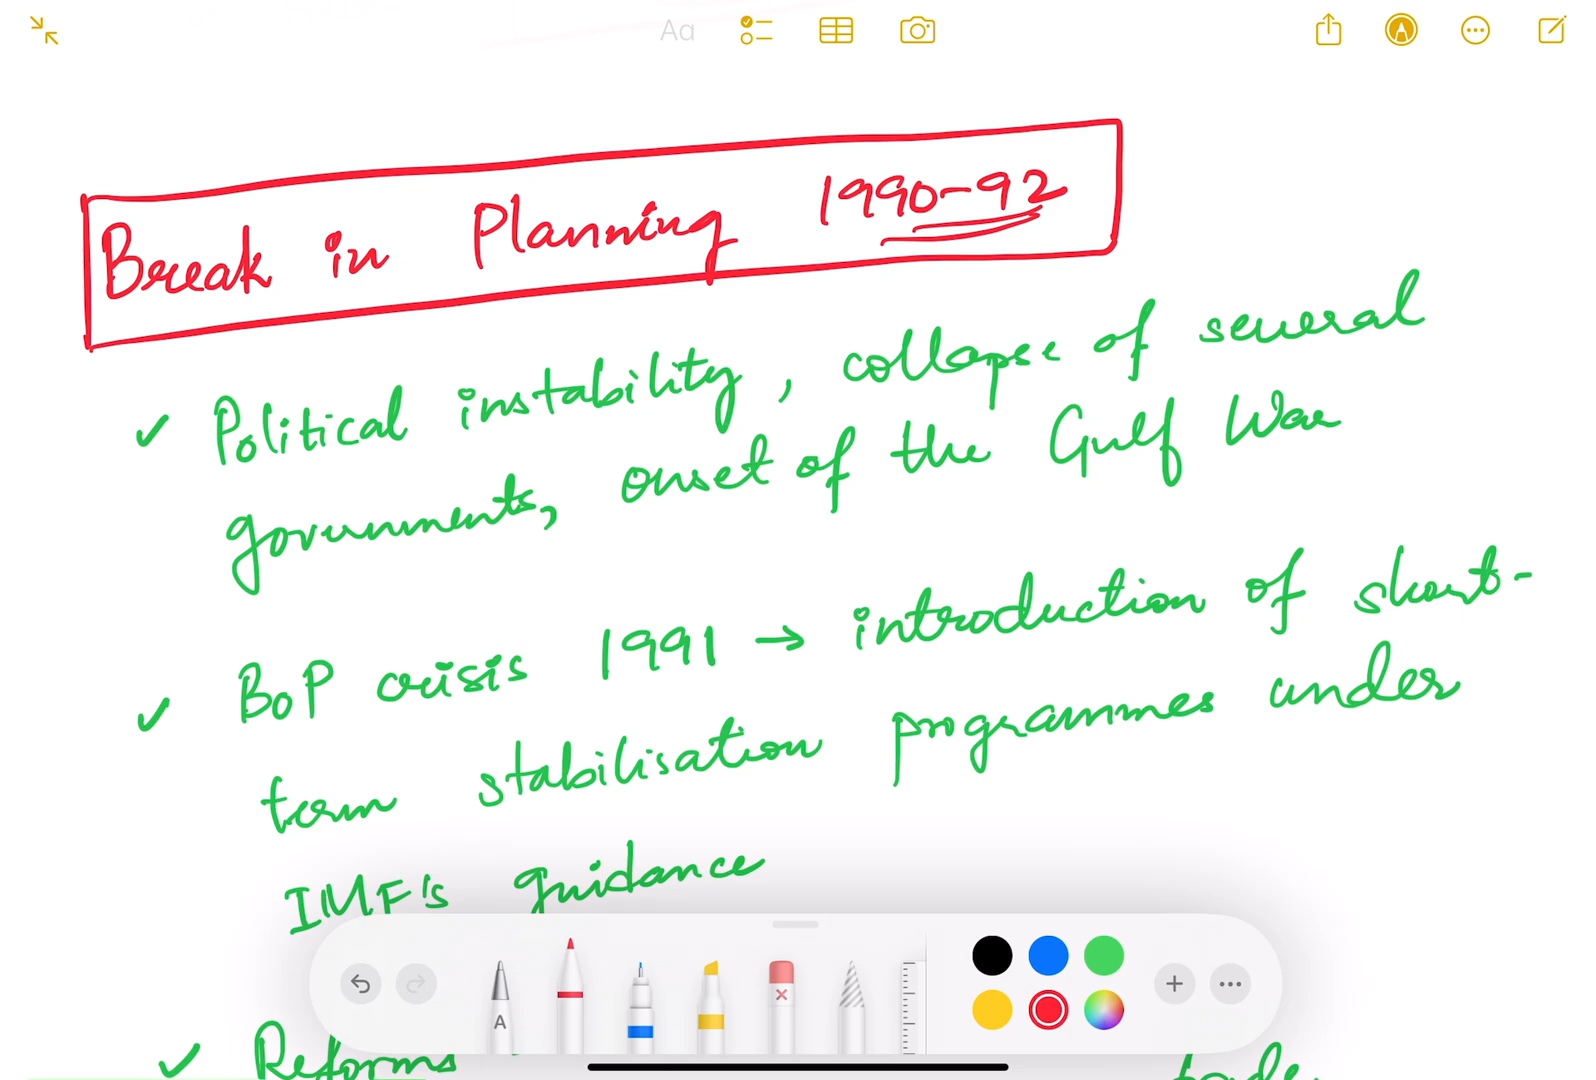 Aa
Break in Planning 1990-92
✓ Political instability, collapse of several
governments, onset of the Gulf War
✓ BoP crisis 1991 → introduction of short-
term stabilisation programmes under
IMF's guidance
A
✓ Reforms trade